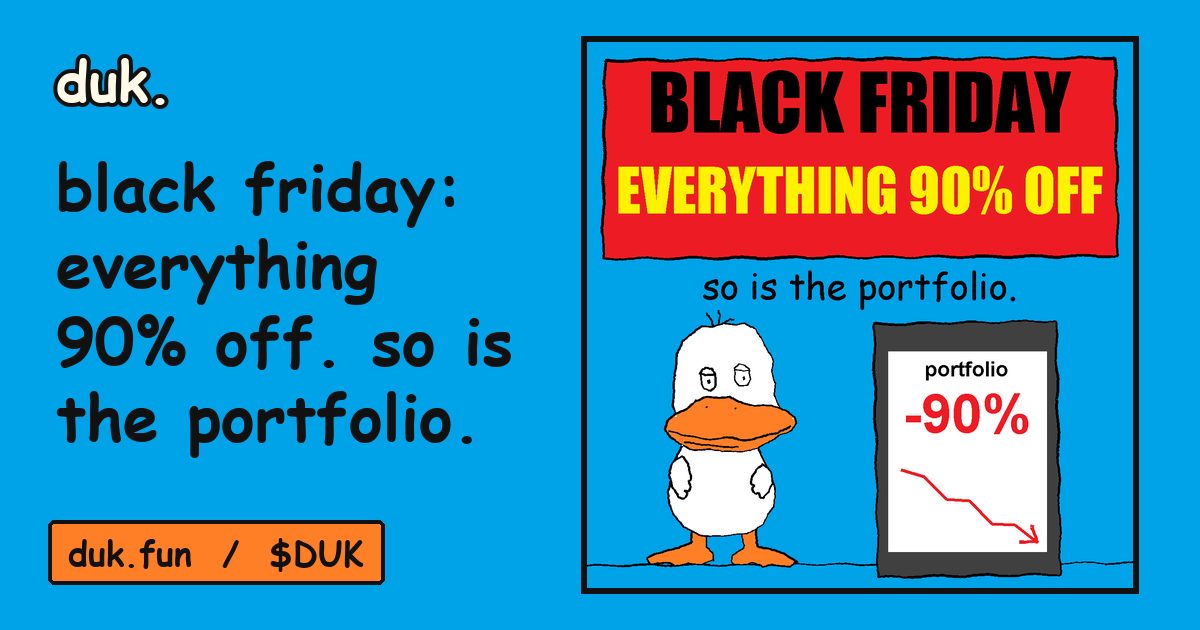 duk.
black friday:
everything
90% off. so is
the portfolio.
duk.fun / $DUK
BLACK FRIDAY
EVERYTHING 90% OFF
so is the portfolio.
portfolio
-90%